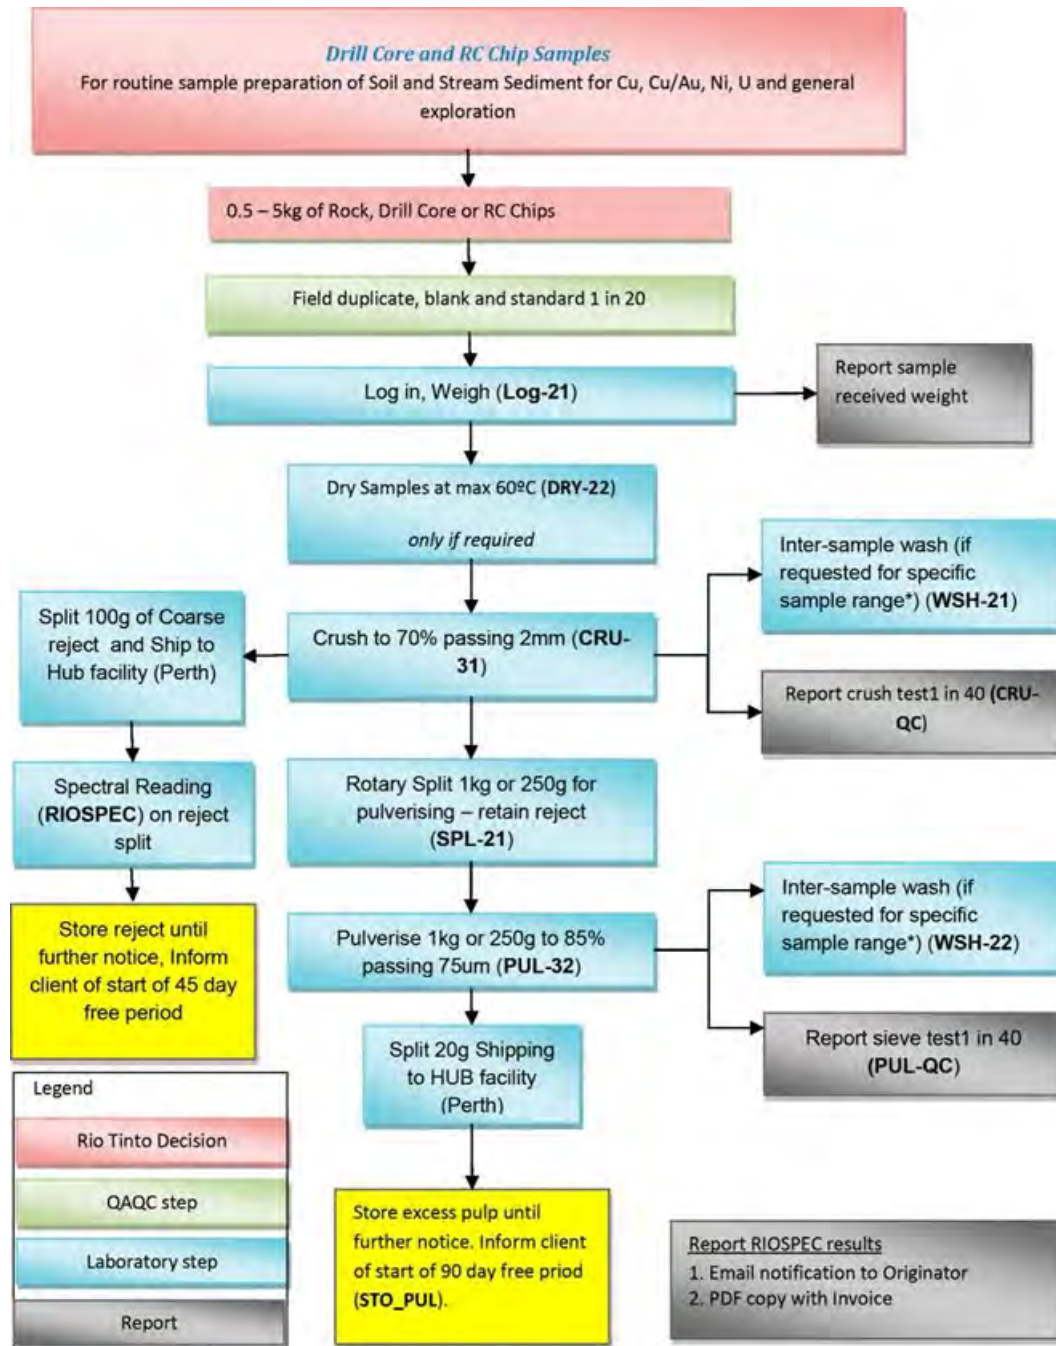 Drill Core and RC Chip Samples
For routine sample preparation of Soil and Stream Sediment for Cu, Cu/Au, Ni, U and general
exploration
0.5 – 5kg of Rock, Drill Core or RC Chips
Field duplicate, blank and standard 1 in 20
Log in, Weigh (Log-21)
Report sample
received weight
Dry Samples at max 60ºC (DRY-22)
only if required
Inter-sample wash (if
requested for specific
sample range*) (WSH-21)
Split 100g of Coarse
reject and Ship to
Hub facility (Perth)
Crush to 70% passing 2mm (CRU-
31)
Report crush test1 in 40 (CRU-
QC)
Spectral Reading
(RIOSPEC) on reject
split
Rotary Split 1kg or 250g for
pulverising – retain reject
(SPL-21)
Inter-sample wash (if
requested for specific
sample range*) (WSH-22)
Store reject until
further notice, Inform
client of start of 45 day
free period
Pulverise 1kg or 250g to 85%
passing 75um (PUL-32)
Report sieve test1 in 40
(PUL-QC)
Split 20g Shipping
to HUB facility
(Perth)
Legend
Rio Tinto Decision
QAQC step
Laboratory step
Report
Store excess pulp until
further notice. Inform client
of start of 90 day free priod
(STO_PUL).
Report RIOSPEC results
1. Email notification to Originator
2. PDF copy with Invoice